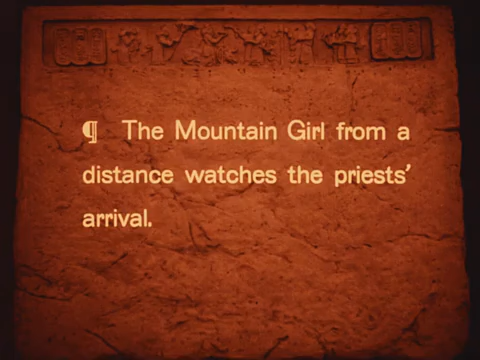 ¶ The Mountain Girl from a
distance watches the priests’
arrival.